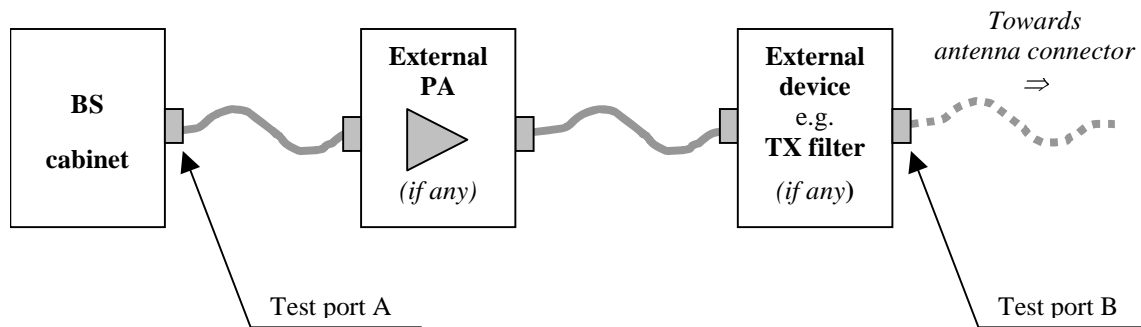 BS
cabinet
External
PA
(if any)
External
device
e.g.
TX filter
(if any)
Towards
antenna connector
⇒
Test port A
Test port B